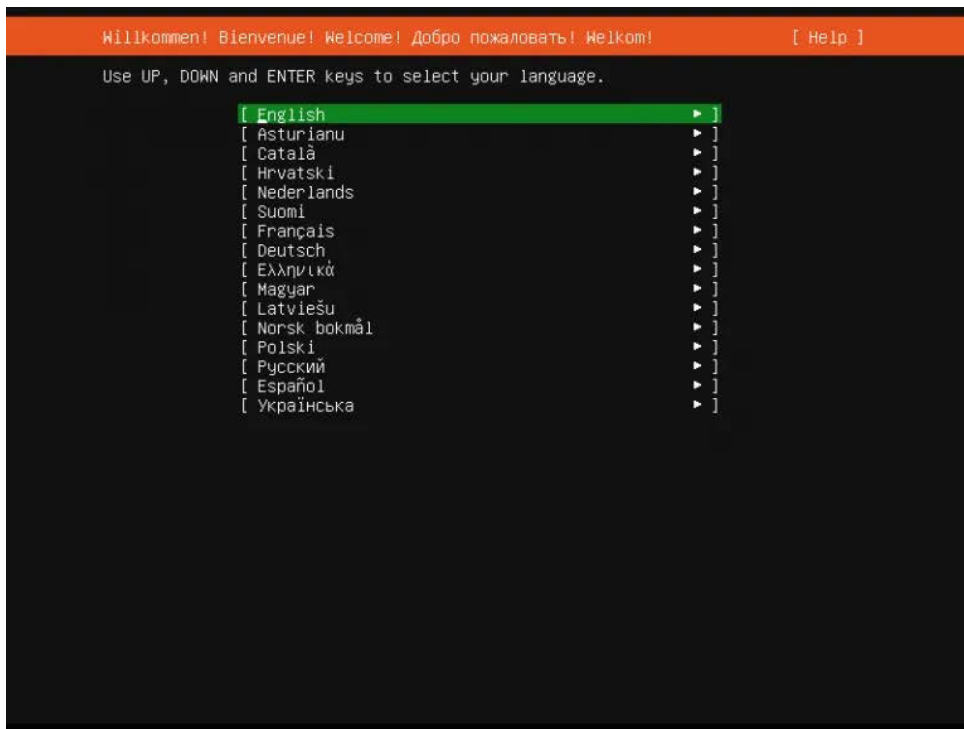 Willkommen! Bienvenue! Welcome! Добро пожаловать! Welkom! [ Help ]
Use UP, DOWN and ENTER keys to select your language.
[ English ► ]
[ Asturianu ► ]
[ Català ► ]
[ Hrvatski ► ]
[ Nederlands ► ]
[ Suomi ► ]
[ Français ► ]
[ Deutsch ► ]
[ Ελληνικά ► ]
[ Magyar ► ]
[ Latviešu ► ]
[ Norsk bokmål ► ]
[ Polski ► ]
[ Русский ► ]
[ Español ► ]
[ Українська ► ]